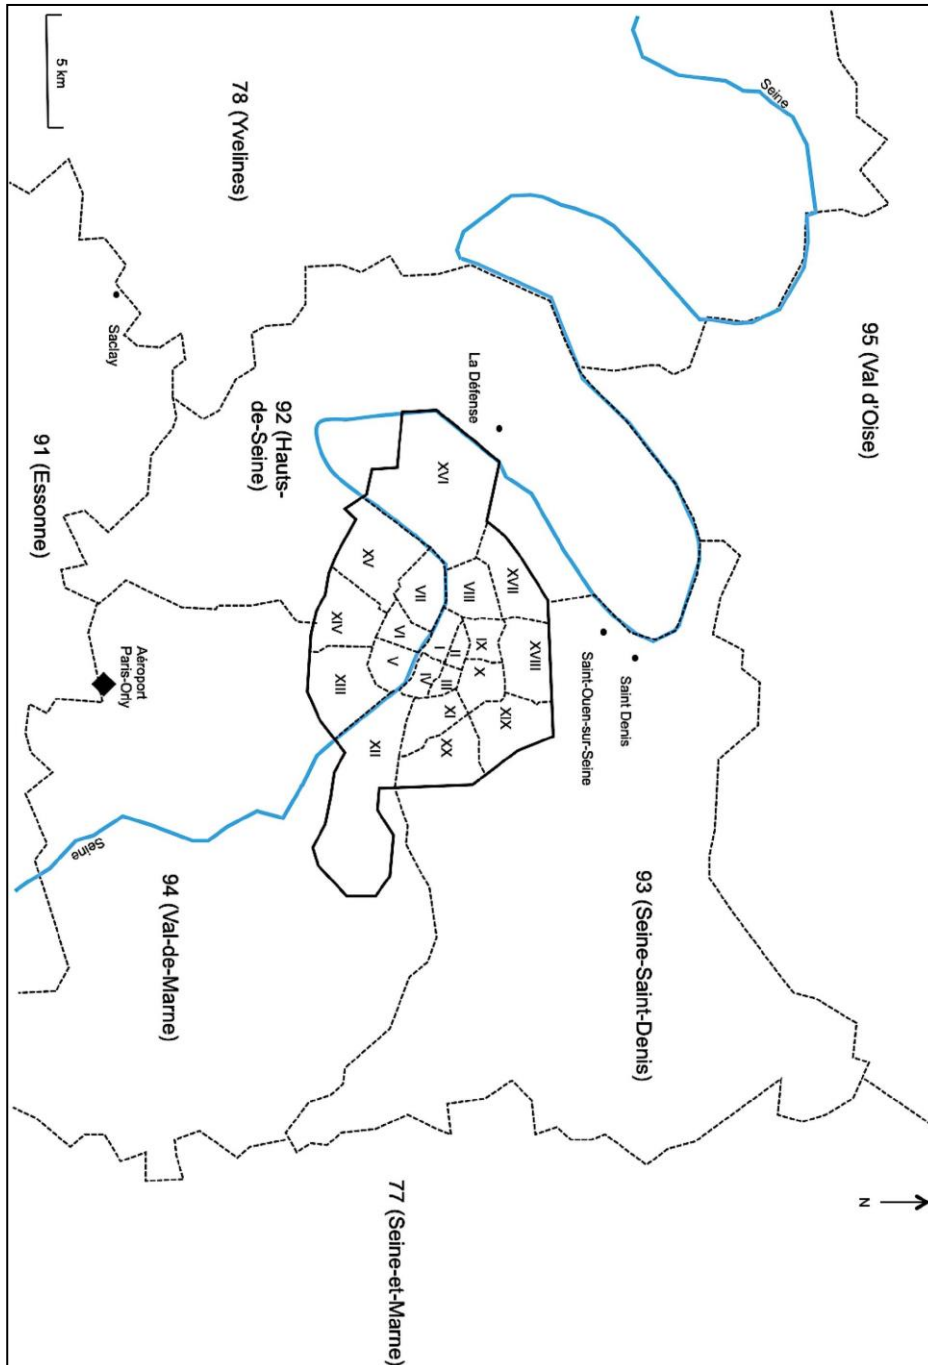 95 (Val d'Oise)
Seine
93 (Seine-Saint-Denis)
Saint Denis
Saint-Ouen-sur-Seine
La Défense
XVII
XVIII
XIX
VIII
IX
X
XVI
II
III
XI
XX
I
IV
VII
VI
V
XV
XIV
XIII
XII
78 (Yvelines)
92 (Hauts-
de-Seine)
77 (Seine-et-Marne)
94 (Val-de-Marne)
Saclay
Aéroport
Paris-Orly
Seine
91 (Essonne)
5 km
N